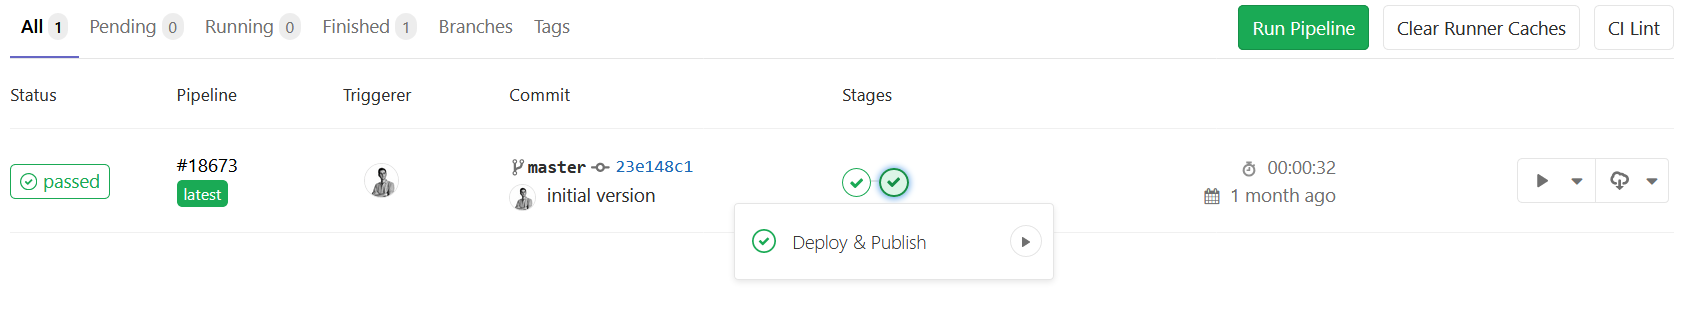 All 1 Pending 0 Running 0 Finished 1 Branches Tags Run Pipeline Clear Runner Caches CI Lint
Status Pipeline Triggerer Commit Stages
passed #18673 latest master 23e148c1 00:00:32
initial version 1 month ago
Deploy & Publish